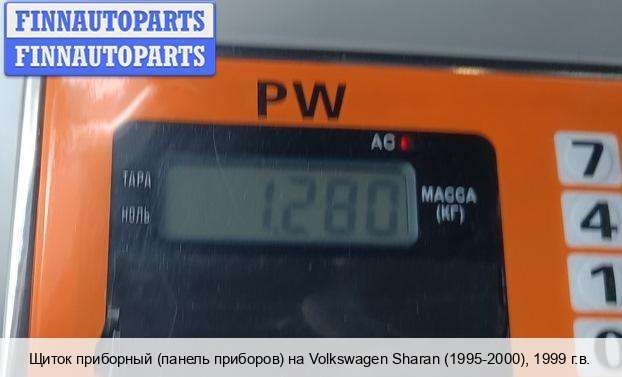 FINNAUTOPARTS
FINNAUTOPARTS
PW
AC
ТАРА
НОЛЬ
1.280
МАССА
(КГ)
7
4
1
0
Щиток приборный (панель приборов) на Volkswagen Sharan (1995-2000), 1999 г.в.